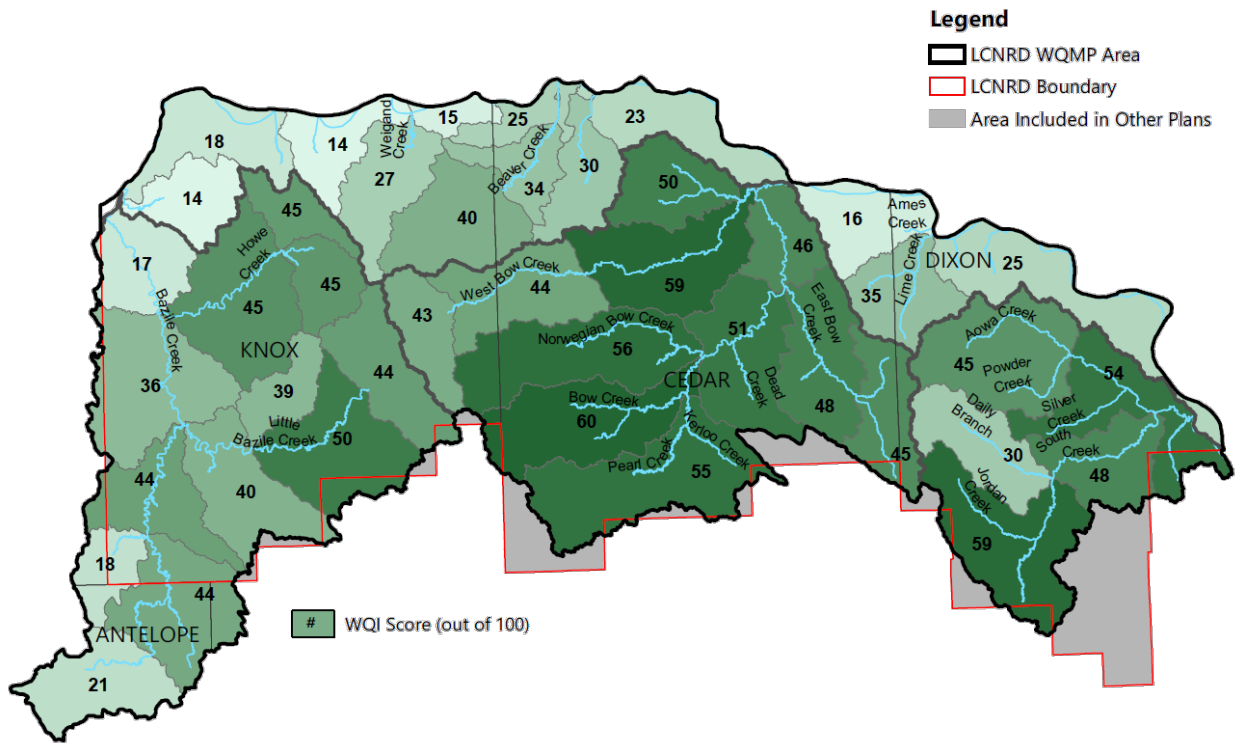 Legend
LCNRD WQMP Area
LCNRD Boundary
Area Included in Other Plans
18
14
Weigand
Creek
15
25
23
14
27
Beaver Creek
34
30
50
40
14
45
Howe
Creek
45
45
17
Bazile Creek
KNOX
36
39
44
43
West Bow Creek
44
59
46
16
Ames
Creek
Lime Creek
35
DIXON
25
East Bow
Creek
51
Norwegian Bow Creek
56
CEDAR
Dead
Creek
48
45
Bow Creek
60
Kerloo Creek
Pearl Creek
55
Aowa Creek
45
Powder
Creek
54
Silver
Creek
South
Creek
Daily
Branch
30
48
Jordan
Creek
59
Little
Bazile Creek
50
44
40
18
44
ANTELOPE
21
# WQI Score (out of 100)